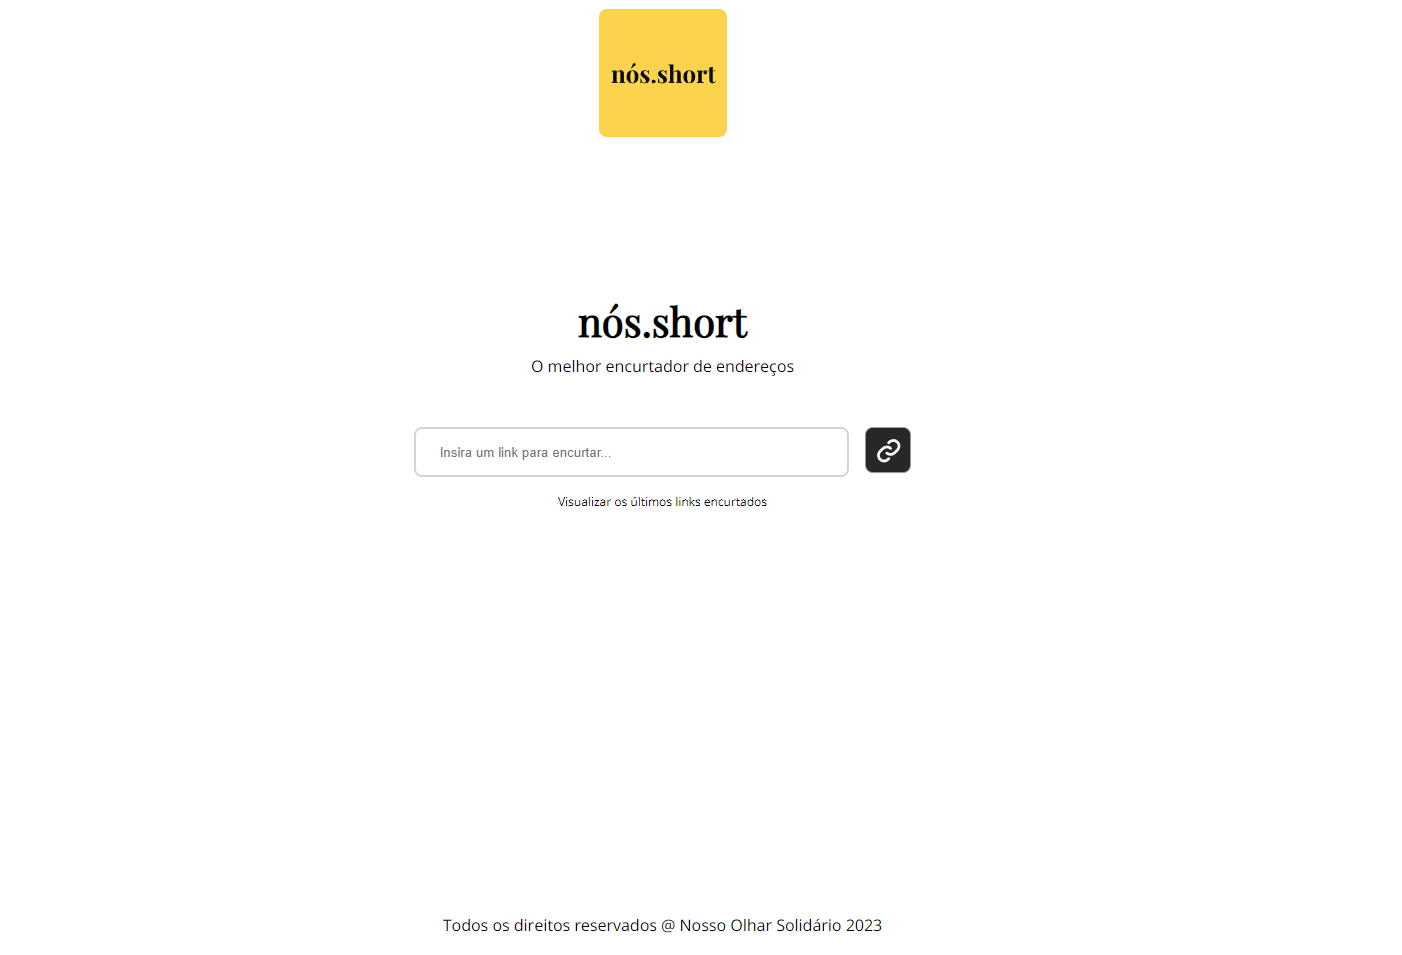 nós.short
nós.short
O melhor encurtador de endereços
Insira um link para encurtar...
Visualizar os últimos links encurtados
Todos os direitos reservados @ Nosso Olhar Solidário 2023